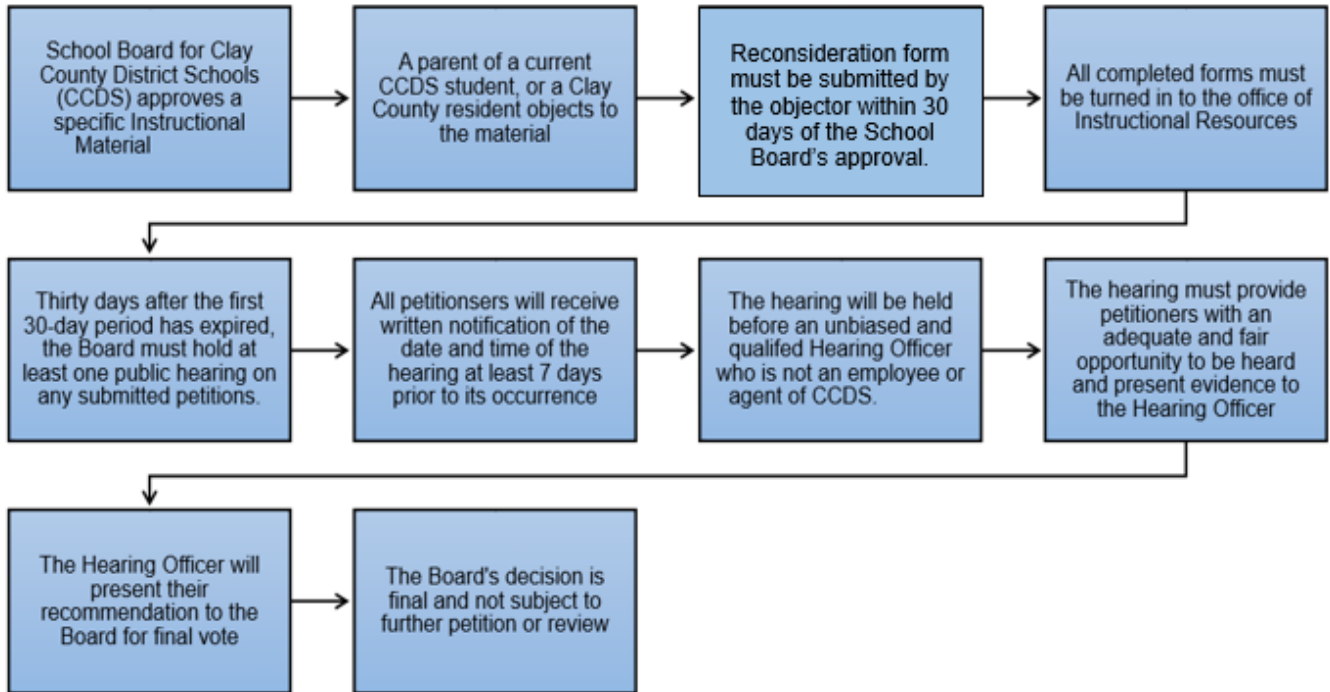 School Board for Clay
County District Schools
(CCDS) approves a
specific Instructional
Material
A parent of a current
CCDS student, or a Clay
County resident objects
to the material
Reconsideration form
must be submitted by
the objector within 30
days of the School
Board's approval.
All completed forms must
be turned in to the office of
Instructional Resources
Thirty days after the first
30-day period has expired,
the Board must hold at
least one public hearing on
any submitted petitions.
All petitionsers will receive
written notification of the
date and time of the
hearing at least 7 days
prior to its occurrence
The hearing will be held
before an unbiased and
qualifed Hearing Officer
who is not an employee or
agent of CCDS.
The hearing must provide
petitioners with an
adequate and fair
opportunity to be heard
and present evidence to
the Hearing Officer
The Hearing Officer will
present their
recommendation to the
Board for final vote
The Board's decision is
final and not subject to
further petition or review